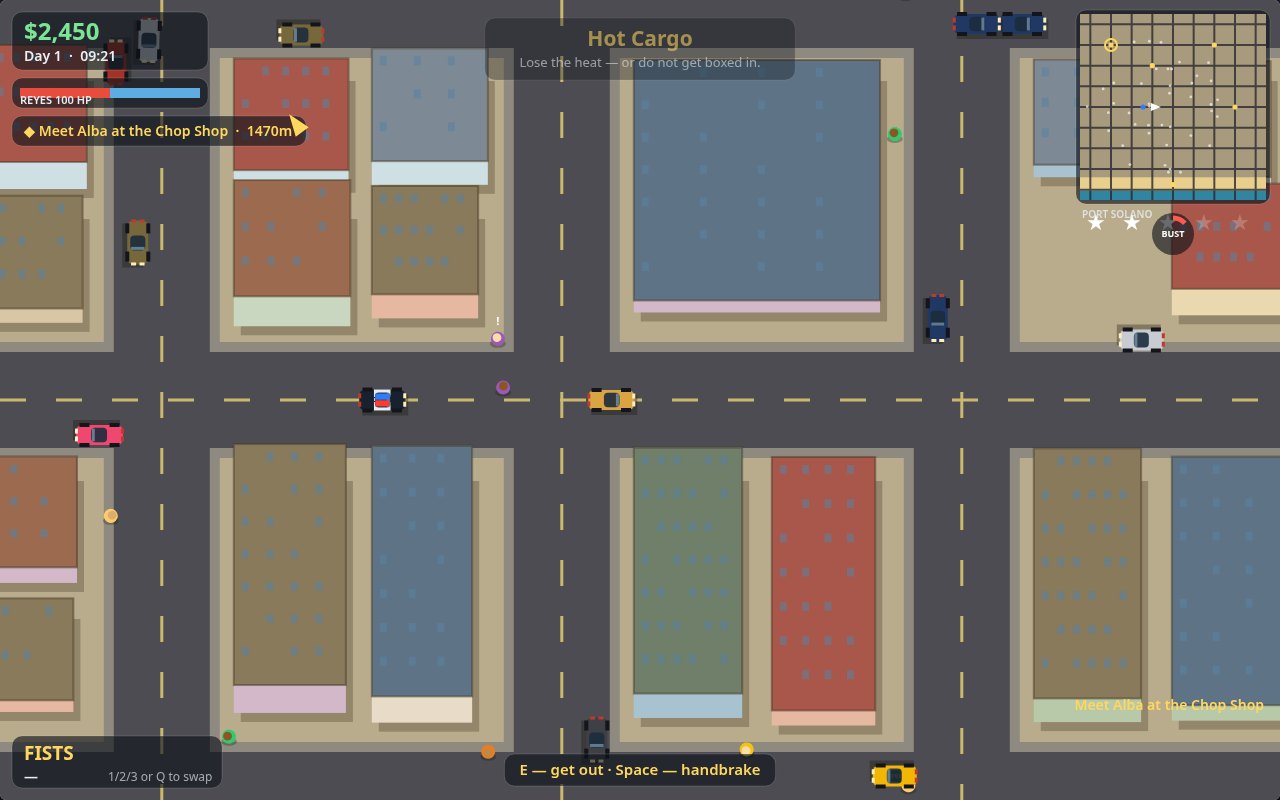 $2,450
Day 1 · 09:21
REYES 100 HP
◆ Meet Alba at the Chop Shop · 1470m
Hot Cargo
Lose the heat — or do not get boxed in.
PORT SOLANO
BUST
!
Meet Alba at the Chop Shop
FISTS
—
1/2/3 or Q to swap
E — get out · Space — handbrake